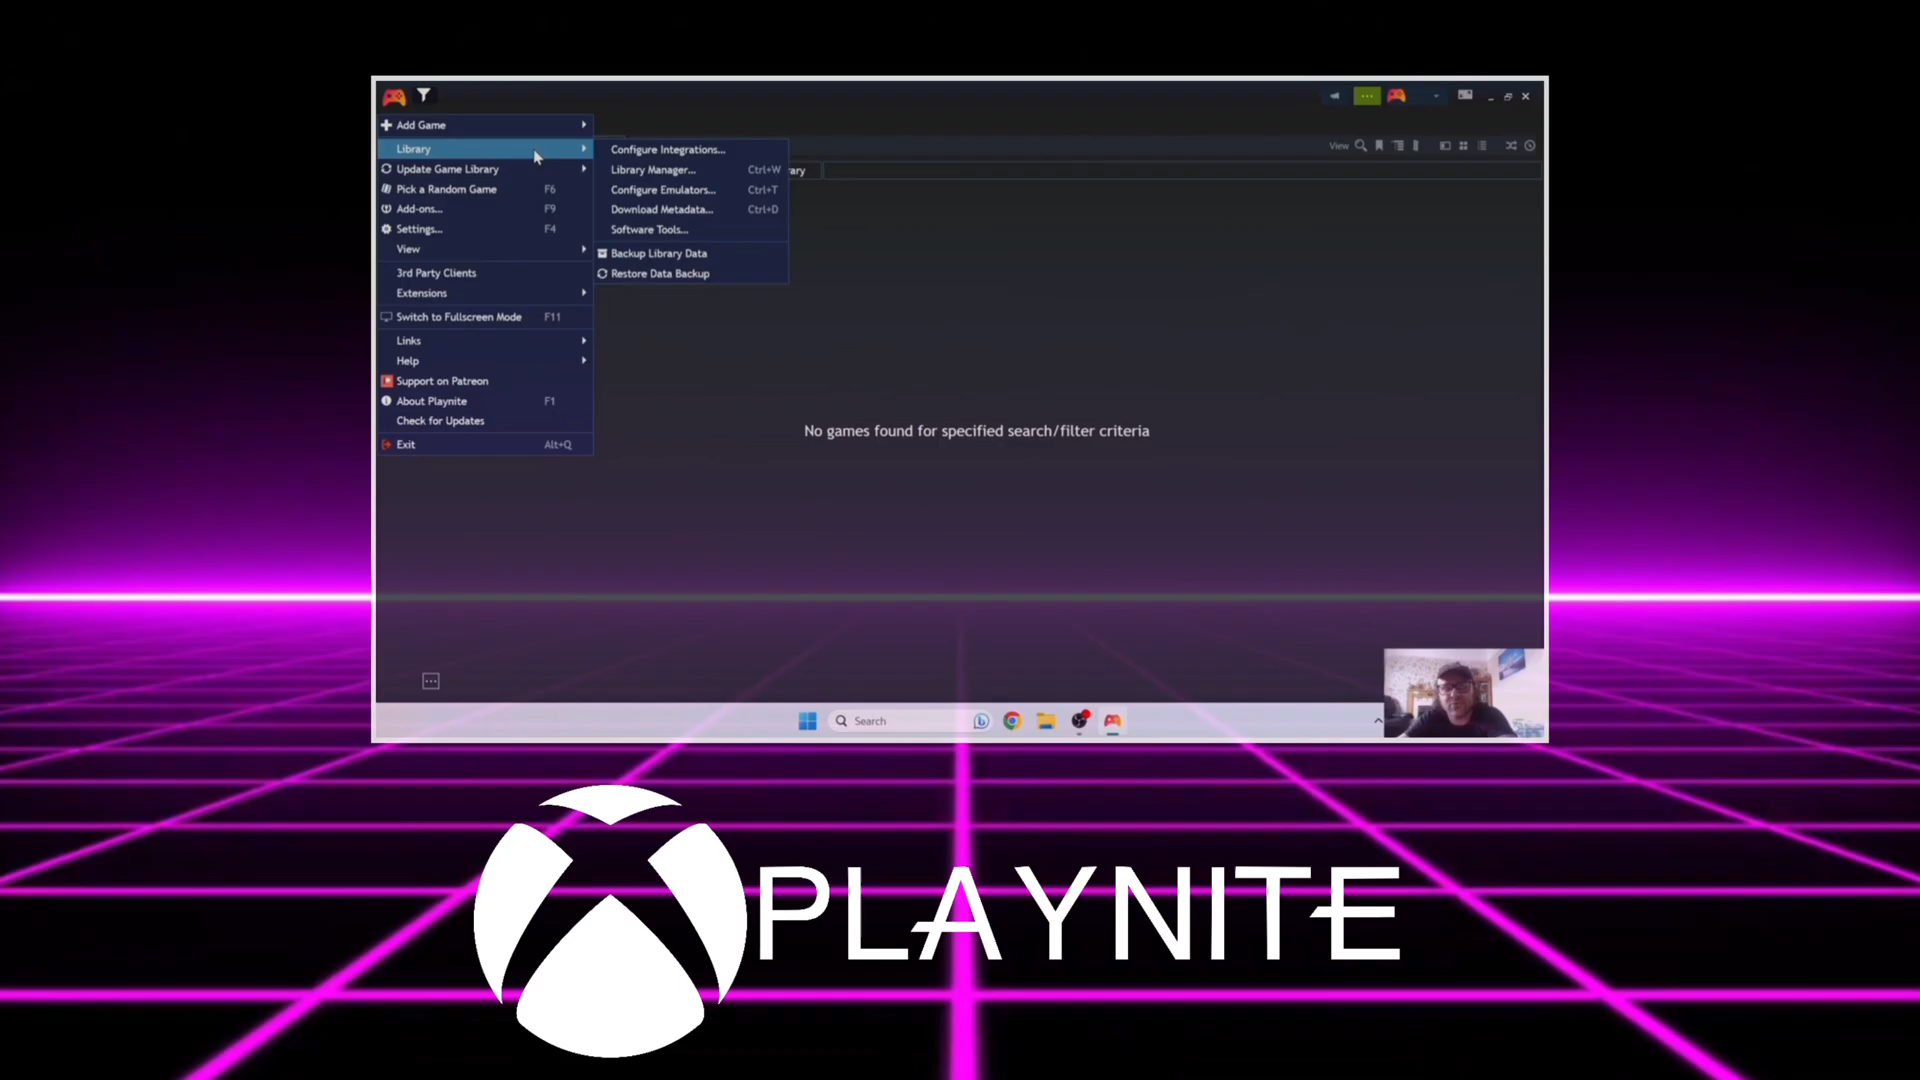 Add Game
Library
Update Game Library
Pick a Random Game F6
Add-ons... F9
Settings... F4
View
3rd Party Clients
Extensions
Switch to Fullscreen Mode F11
Links
Help
Support on Patreon
About Playnite F1
Check for Updates
Exit Alt+Q
Configure Integrations...
Library Manager... Ctrl+W
Configure Emulators... Ctrl+T
Download Metadata... Ctrl+D
Software Tools...
Backup Library Data
Restore Data Backup
rary
View
No games found for specified search/filter criteria
Search
PLAYNITE